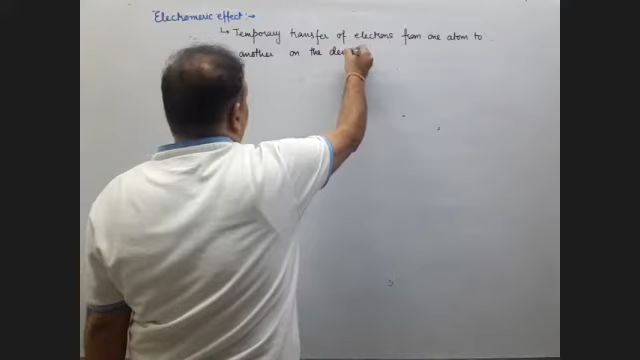 Electromeric effect:-
↳ Temporary transfer of electrons from one atom to
another on the